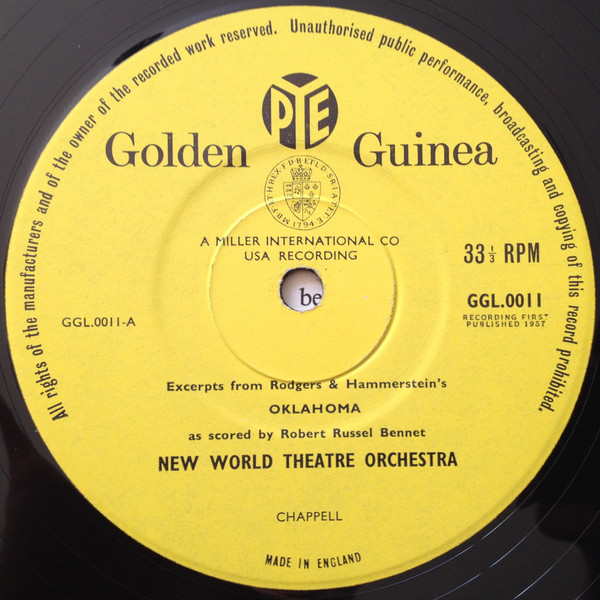 All rights of the manufacturers and of the owner of the recorded work reserved. Unauthorised public performance, broadcasting and copying of this record prohibited.
PYE
Golden Guinea
1794
A MILLER INTERNATIONAL CO
USA RECORDING
33 1/3 RPM
be
GGL.0011
GGL.0011-A
RECORDING FIRST
PUBLISHED 1957
Excerpts from Rodgers & Hammerstein's
OKLAHOMA
as scored by Robert Russel Bennet
NEW WORLD THEATRE ORCHESTRA
CHAPPELL
MADE IN ENGLAND